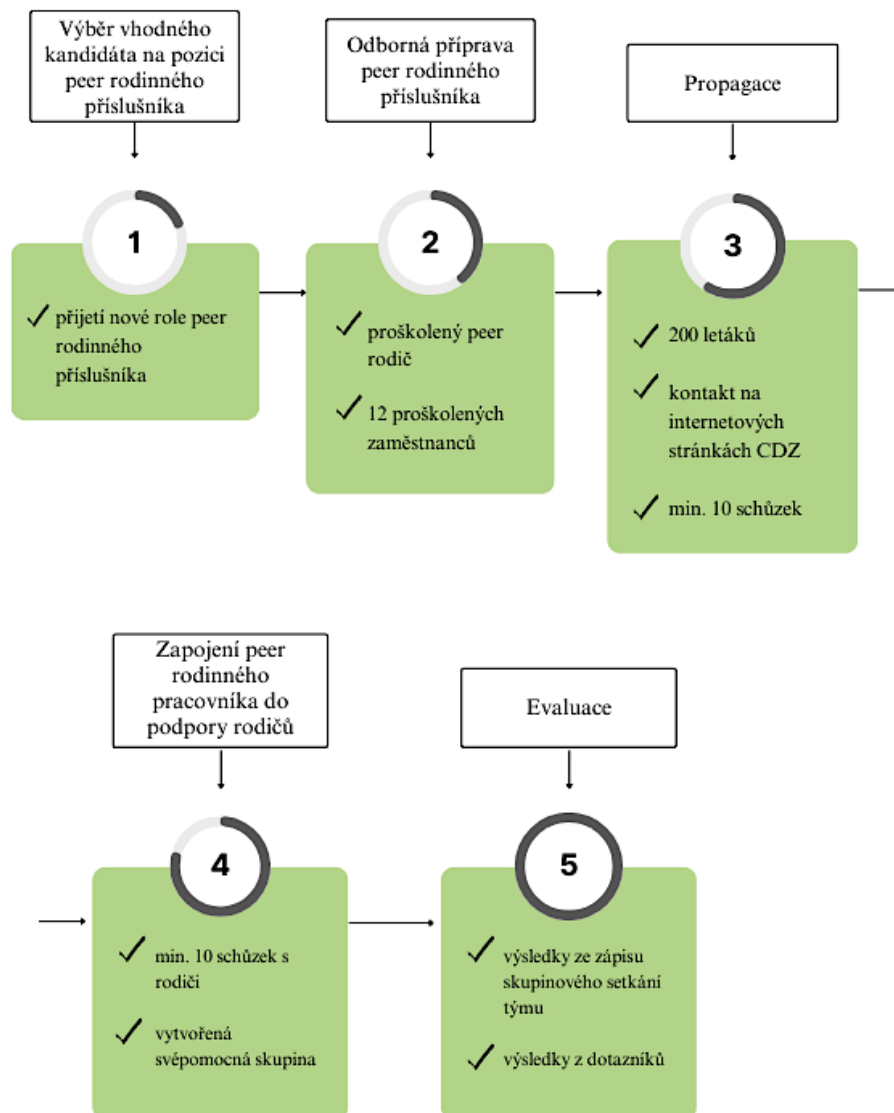 Výběr vhodného
kandidáta na pozici
peer rodinného
příslušníka
Odborná příprava
peer rodinného
příslušníka
Propagace
1
přijetí nové role peer
rodinného
příslušníka
2
proškolený peer
rodič
12 proškolených
zaměstnanců
3
200 letáků
kontakt na
internetových
stránkách CDZ
min. 10 schůzek
Zapojení peer
rodinného
pracovníka do
podpory rodičů
Evaluace
4
min. 10 schůzek s
rodiči
vytvořená
svépomocná skupina
5
výsledky ze zápisu
skupinového setkání
týmu
výsledky z dotazníků